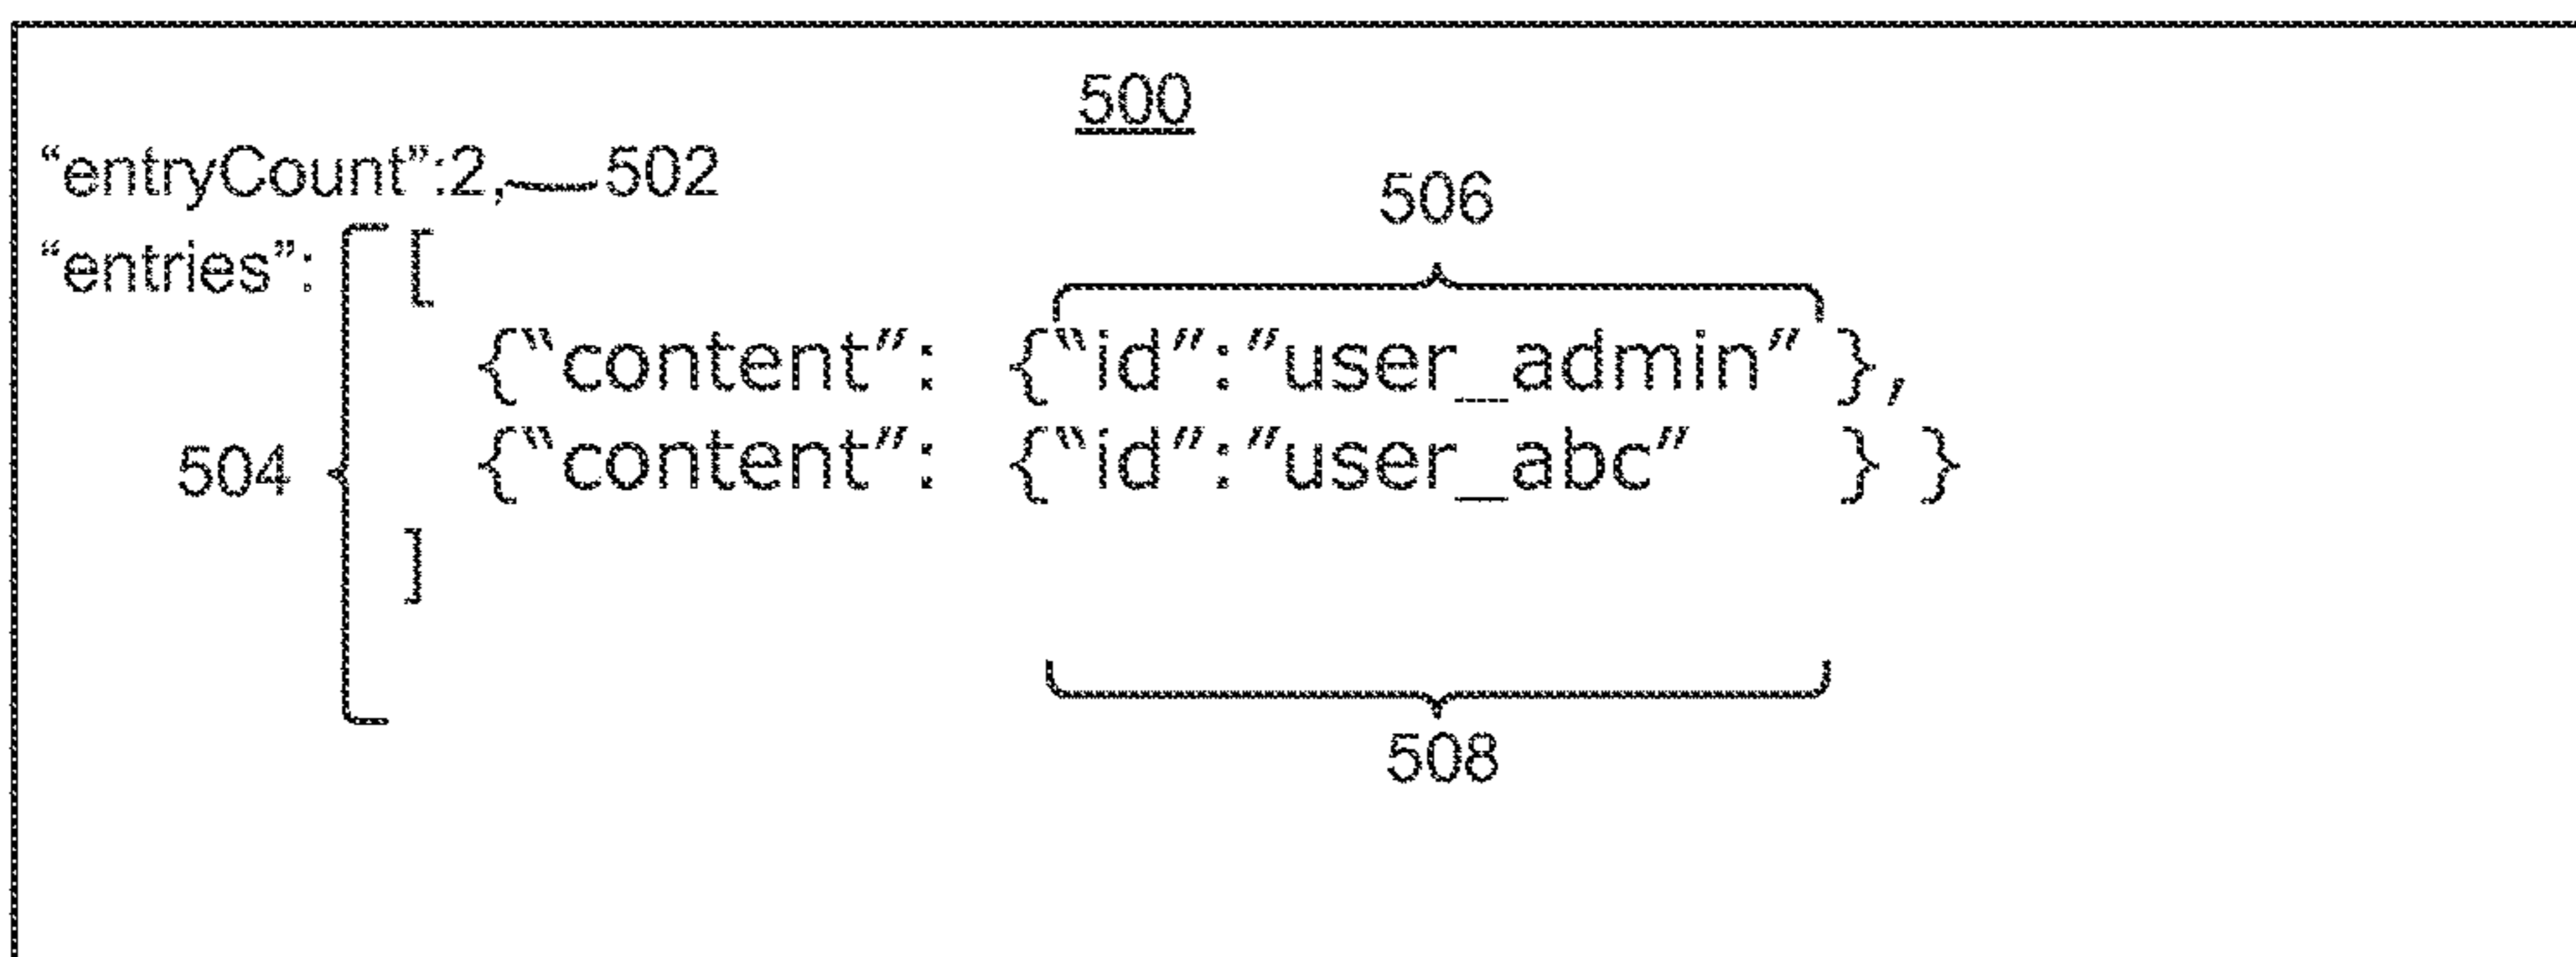 500
“entryCount”:2, 502
“entries”: [
506
{“content”: {“id”:”user_admin” },
504 {“content”: {“id”:”user_abc” } }
]
508